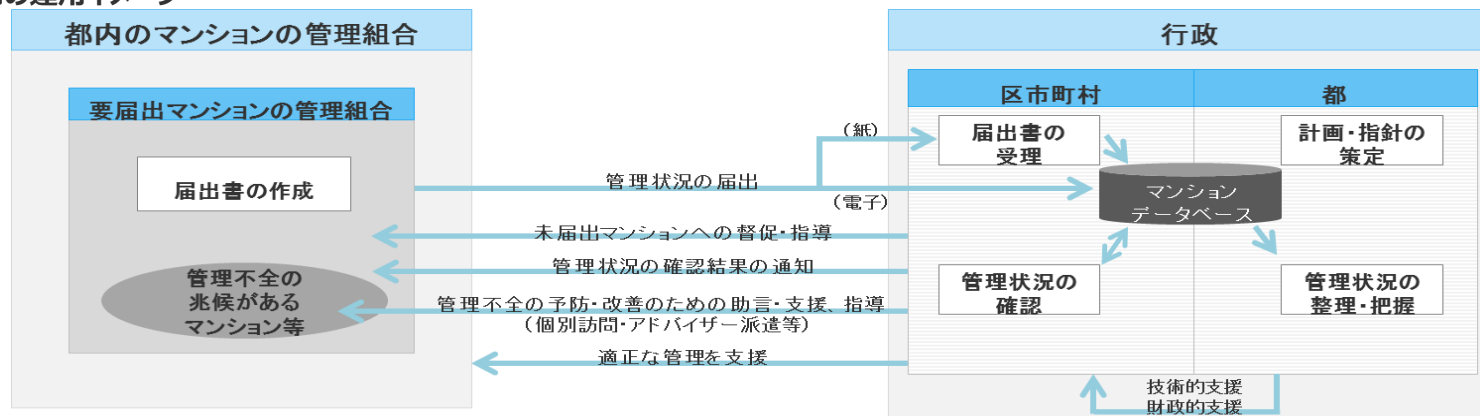 の運用イメージ
都内のマンションの管理組合
要届出マンションの管理組合
届出書の作成
管理不全の
兆候がある
マンション等
(紙)
管理状況の届出
(電子)
未届出マンションへの督促・指導
管理状況の確認結果の通知
管理不全の予防・改善のための助言・支援、指導
(個別訪問・アドバイザー派遣等)
適正な管理を支援
行政
区市町村
都
届出書の
受理
計画・指針の
策定
マンション
データベース
管理状況の
確認
管理状況の
整理・把握
技術的支援
財政的支援